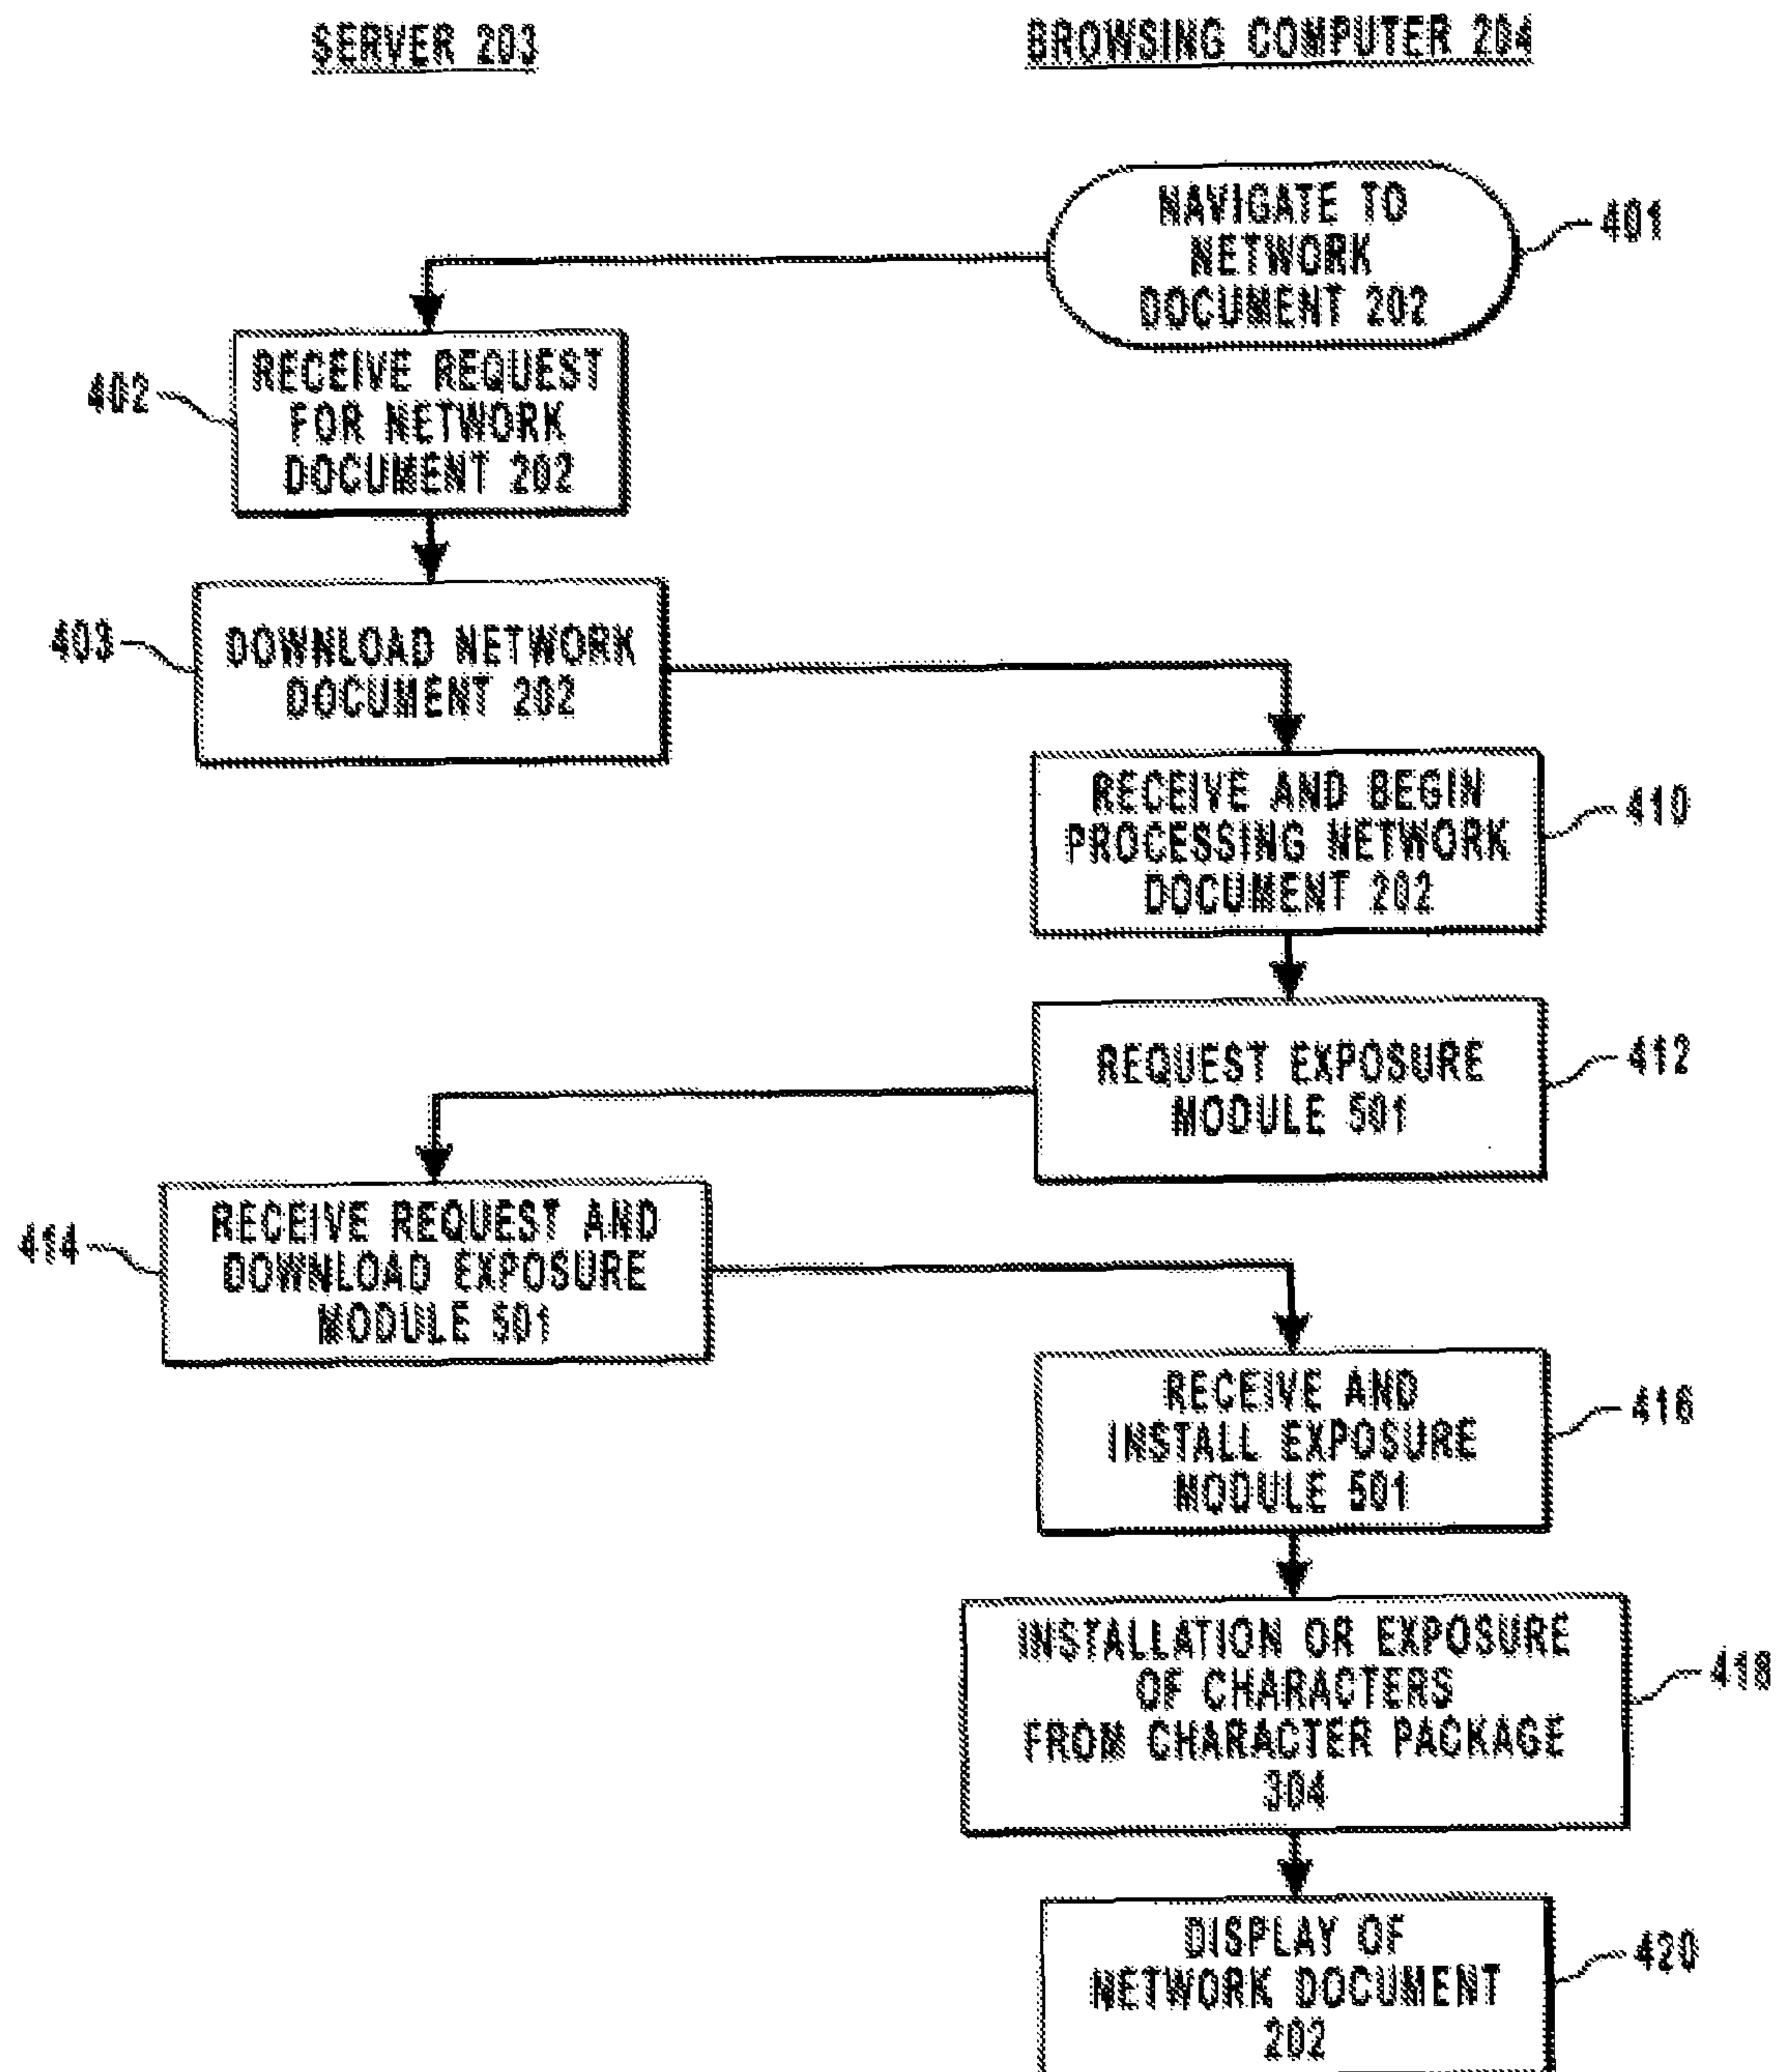 SERVER 203
BROWSING COMPUTER 204
NAVIGATE TO
NETWORK
DOCUMENT 202
401
RECEIVE REQUEST
FOR NETWORK
DOCUMENT 202
402
DOWNLOAD NETWORK
DOCUMENT 202
403
RECEIVE AND BEGIN
PROCESSING NETWORK
DOCUMENT 202
410
REQUEST EXPOSURE
MODULE 501
412
RECEIVE REQUEST AND
DOWNLOAD EXPOSURE
MODULE 501
414
RECEIVE AND
INSTALL EXPOSURE
MODULE 501
416
INSTALLATION OR EXPOSURE
OF CHARACTERS
FROM CHARACTER PACKAGE
304
418
DISPLAY OF
NETWORK DOCUMENT
202
420